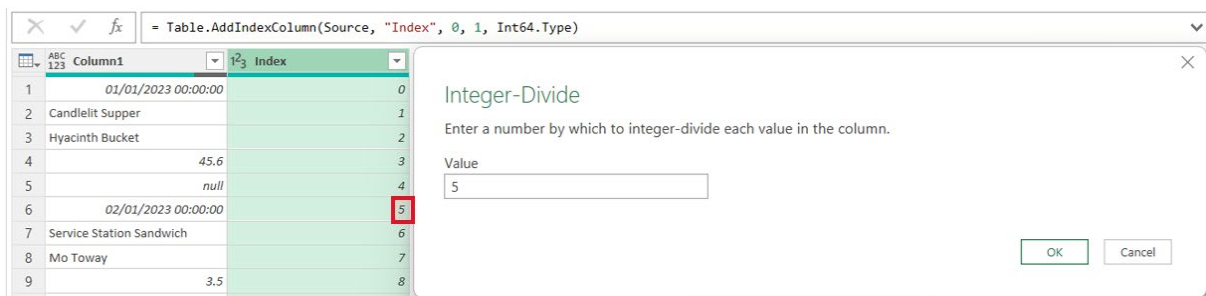 fx = Table.AddIndexColumn(Source, "Index", 0, 1, Int64.Type)
ABC 123 Column1 1²3 Index
1 01/01/2023 00:00:00 0
2 Candlelit Supper 1
3 Hyacinth Bucket 2
4 45.6 3
5 null 4
6 02/01/2023 00:00:00 5
7 Service Station Sandwich 6
8 Mo Toway 7
9 3.5 8
Integer-Divide
Enter a number by which to integer-divide each value in the column.
Value
5
OK Cancel